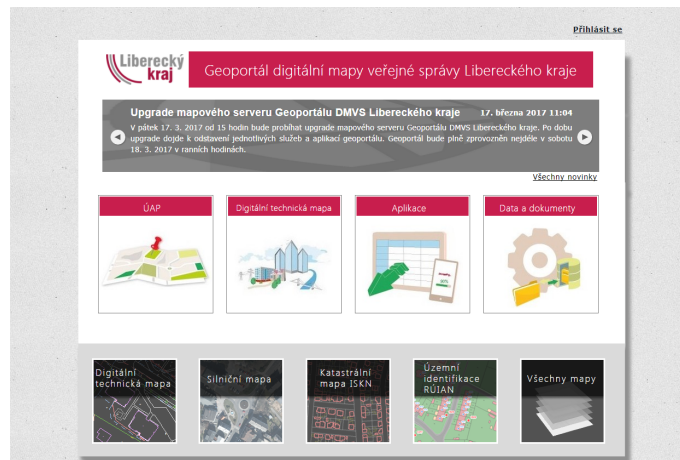 Přihlásit se
Liberecký
kraj
Geoportál digitální mapy veřejné správy Libereckého kraje
Upgrade mapového serveru Geoportálu DMVS Libereckého kraje 17. března 2017 11:04
V pátek 17. 3. 2017 od 15 hodin bude probíhat upgrade mapového serveru Geoportálu DMVS Libereckého kraje. Po dobu
upgrade dojde k odstavení jednotlivých služeb a aplikací geoportálu. Geoportál bude plně zprovozněn nejdéle v sobotu
18. 3. 2017 v ranních hodinách.
Všechny novinky
ÚAP
Digitální technická mapa
Aplikace
Data a dokumenty
Digitální
technická mapa
Silniční mapa
Katastrální
mapa ISKN
Územní
identifikace
RÚIAN
Všechny mapy